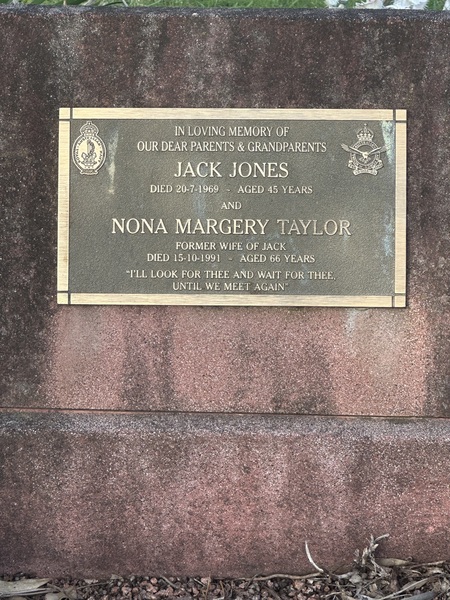 IN LOVING MEMORY OF
OUR DEAR PARENTS & GRANDPARENTS
JACK JONES
DIED 20-7-1969 - AGED 45 YEARS
AND
NONA MARGERY TAYLOR
FORMER WIFE OF JACK
DIED 15-10-1991 - AGED 66 YEARS
"I'LL LOOK FOR THEE AND WAIT FOR THEE,
UNTIL WE MEET AGAIN"